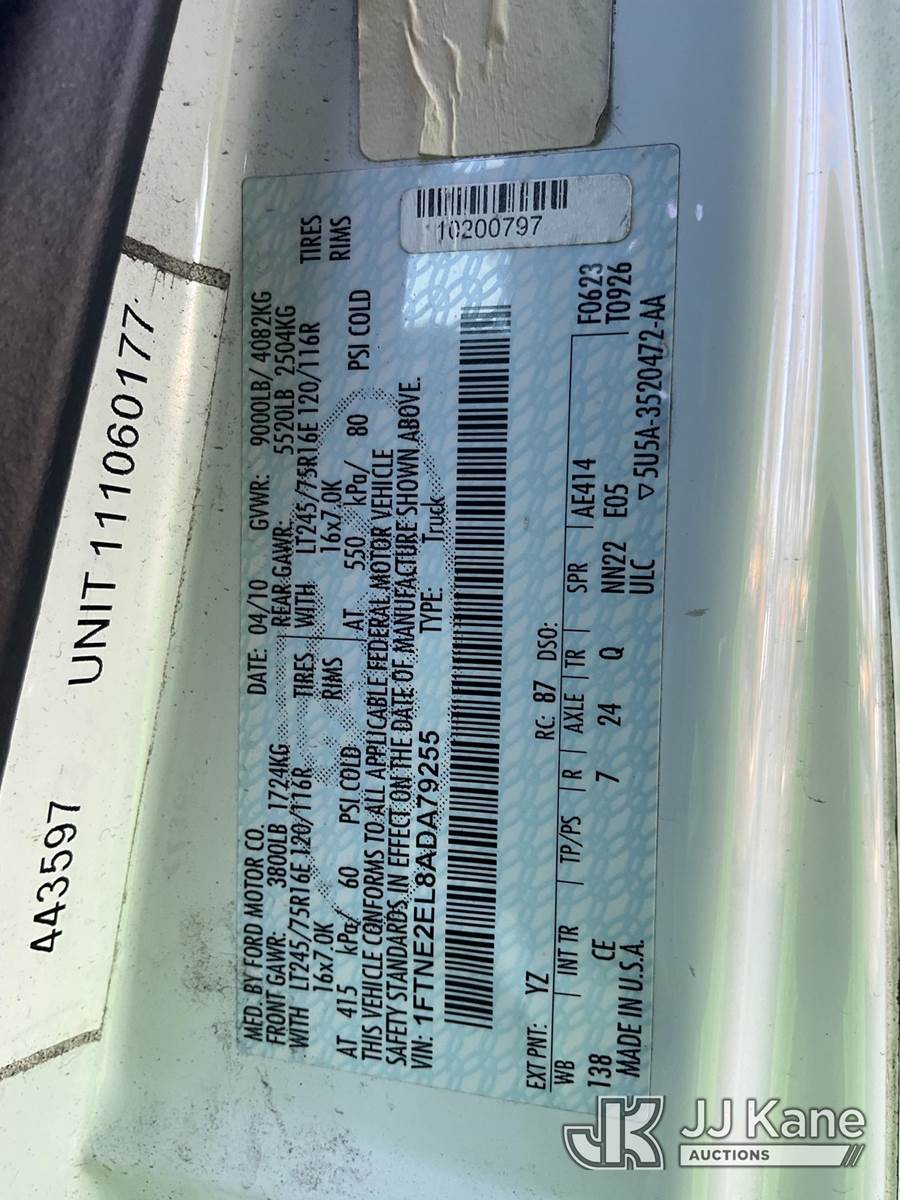 443597 UNIT 111060177
MFD. BY FORD MOTOR CO. DATE: 04/10 GVWR: 9000LB/ 4082KG
FRONT GAWR: 3800LB 1724KG REAR GAWR: 5520LB 2504KG
WITH LT245/75R16E 120/116R TIRES WITH LT245/75R16E 120/116R TIRES
16x7.0K RIMS 16x7.0K RIMS
AT 415 kPa/ 60 PSI COLD AT 550 kPa/ 80 PSI COLD
THIS VEHICLE CONFORMS TO ALL APPLICABLE FEDERAL MOTOR VEHICLE
SAFETY STANDARDS IN EFFECT ON THE DATE OF MANUFACTURE SHOWN ABOVE.
VIN: 1FTNE2EL8ADA79255 TYPE: Truck
10200797
EXT PNT: YZ RC: 87 DSO:
WB INT TR TP/PS R AXLE TR SPR AE414 F0623
138 CE 7 24 Q NN22 E05 T0926
MADE IN U.S.A. ULC ▽5U5A-3520472-AA
JK JJ Kane
AUCTIONS